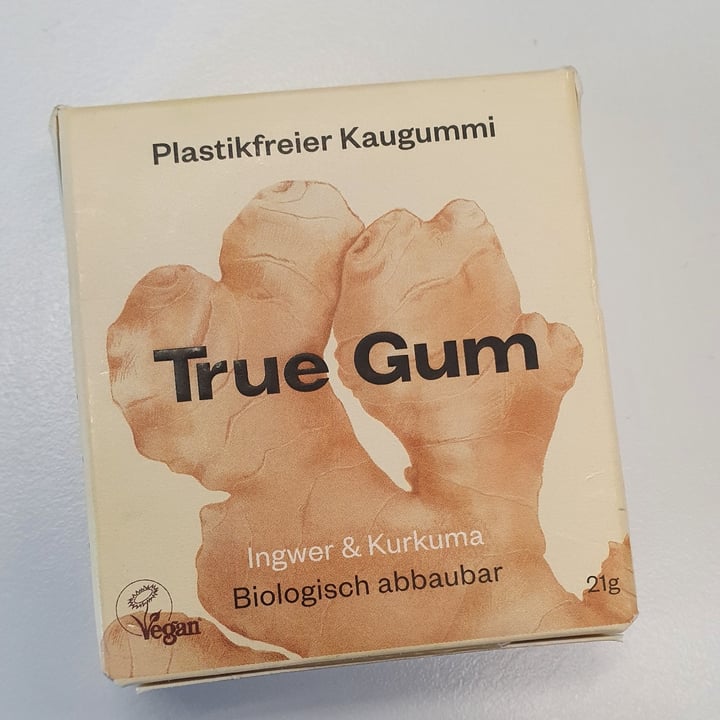 Plastikfreier Kaugummi
True Gum
Ingwer & Kurkuma
Biologisch abbaubar
21g
Vegan